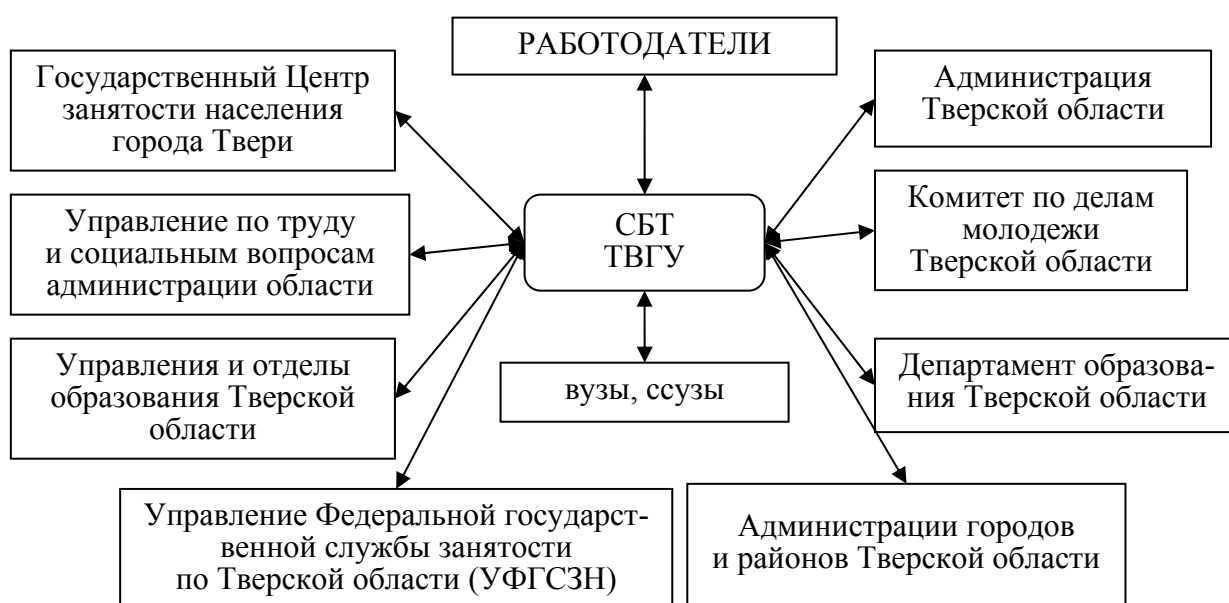 РАБОТОДАТЕЛИ
Государственный Центр
занятости населения
города Твери
Администрация
Тверской области
Управление по труду
и социальным вопросам
администрации области
СБТ
ТВГУ
Комитет по делам
молодежи
Тверской области
Управления и отделы
образования Тверской
области
вузы, ссузы
Департамент образова-
ния Тверской области
Управление Федеральной государст-
венной службы занятости
по Тверской области (УФГСЗН)
Администрации городов
и районов Тверской области